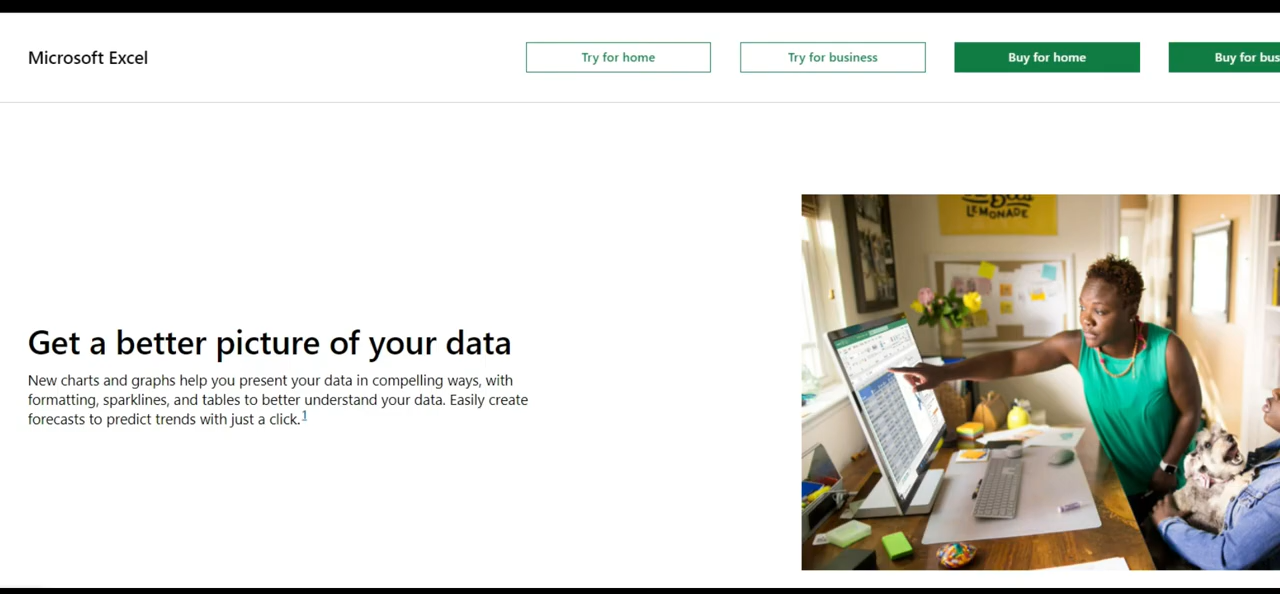 Microsoft Excel
Try for home
Try for business
Buy for home
Buy for bus
LEMONADE
Get a better picture of your data
New charts and graphs help you present your data in compelling ways, with
formatting, sparklines, and tables to better understand your data. Easily create
forecasts to predict trends with just a click.1